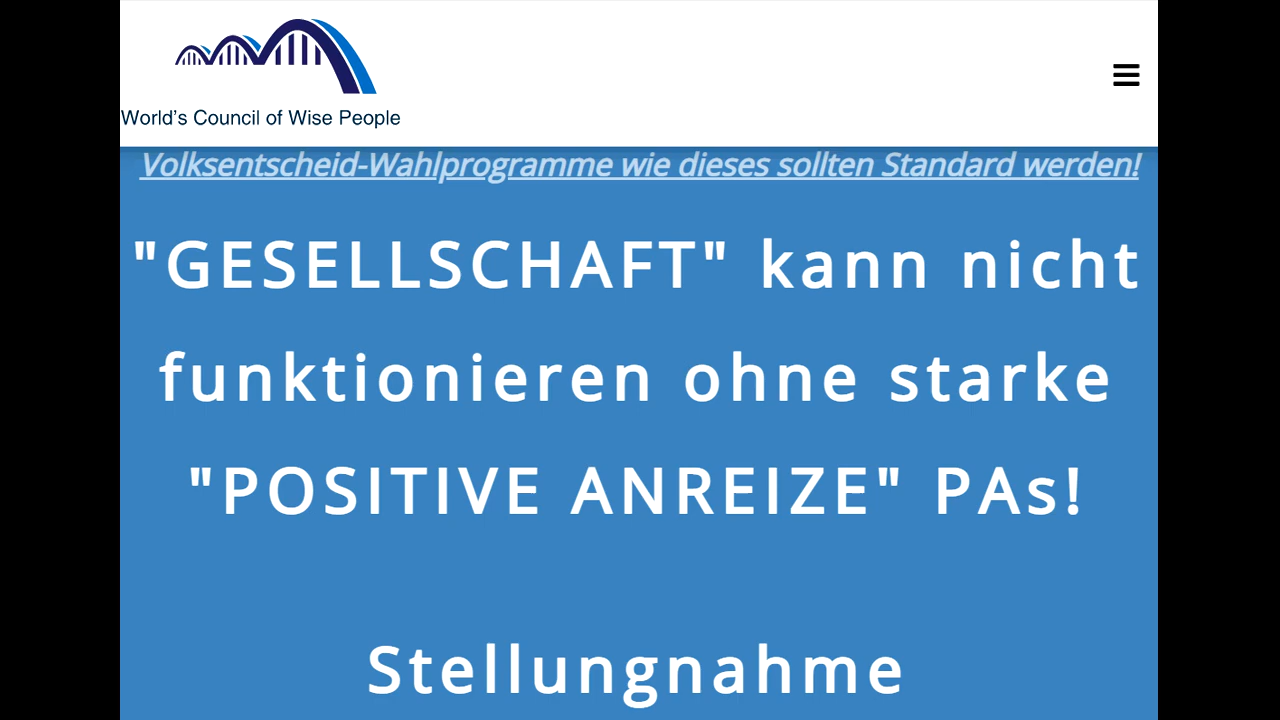 World's Council of Wise People
Volksentscheid-Wahlprogramme wie dieses sollten Standard werden!
"GESELLSCHAFT" kann nicht
funktionieren ohne starke
"POSITIVE ANREIZE" PAs!
Stellungnahme